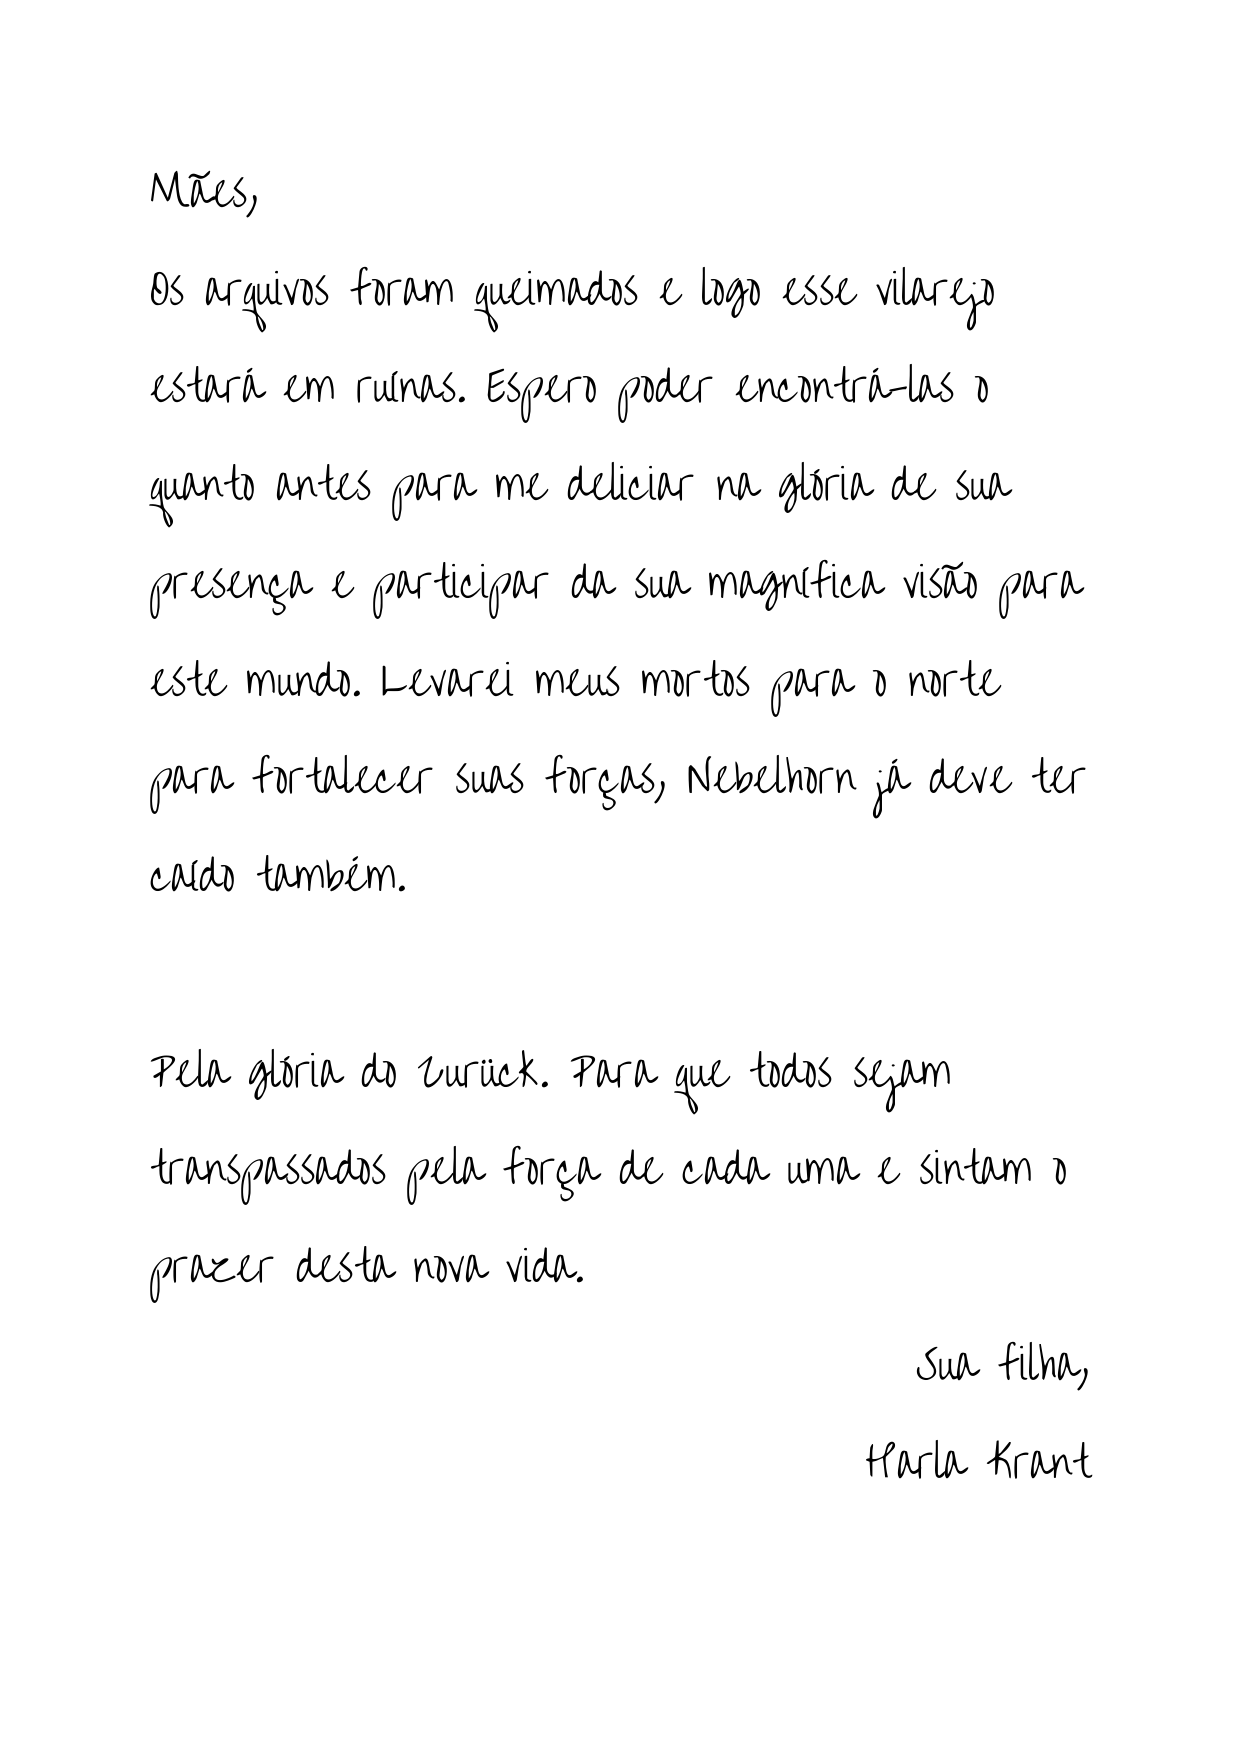 Mães,
Os arquivos foram queimados e logo esse vilarejo
estará em ruínas. Espero poder encontrá-las o
quanto antes para me deliciar na glória de sua
presença e participar da sua magnífica visão para
este mundo. Levarei meus mortos para o norte
para fortalecer suas forças, Nebelhorn já deve ter
caído também.
Pela glória do Zurück. Para que todos sejam
transpassados pela força de cada uma e sintam o
prazer desta nova vida.
Sua filha,
Harla Krant